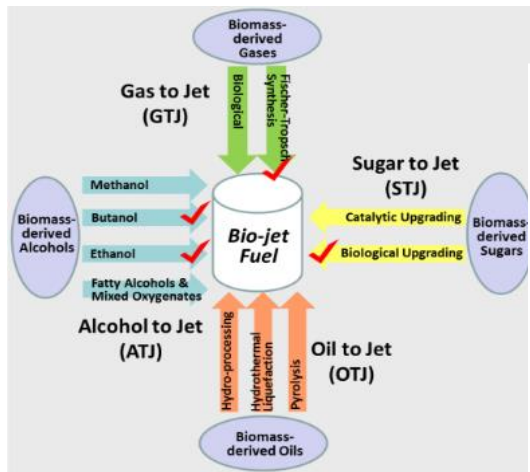 Biomass-
derived
Gases
Gas to Jet
(GTJ)
Biological
Fischer-Tropsch
Synthesis
Sugar to Jet
(STJ)
Methanol
Butanol
Ethanol
Fatty Alcohols &
Mixed Oxygenates
Biomass-
derived
Alcohols
Bio-jet
Fuel
Catalytic Upgrading
Biological Upgrading
Biomass-
derived
Sugars
Alcohol to Jet
(ATJ)
Hydro-processing
Hydrothermal
Liquefaction
Pyrolysis
Oil to Jet
(OTJ)
Biomass-
derived Oils